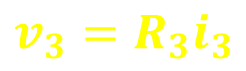 v₃ = R₃i₃